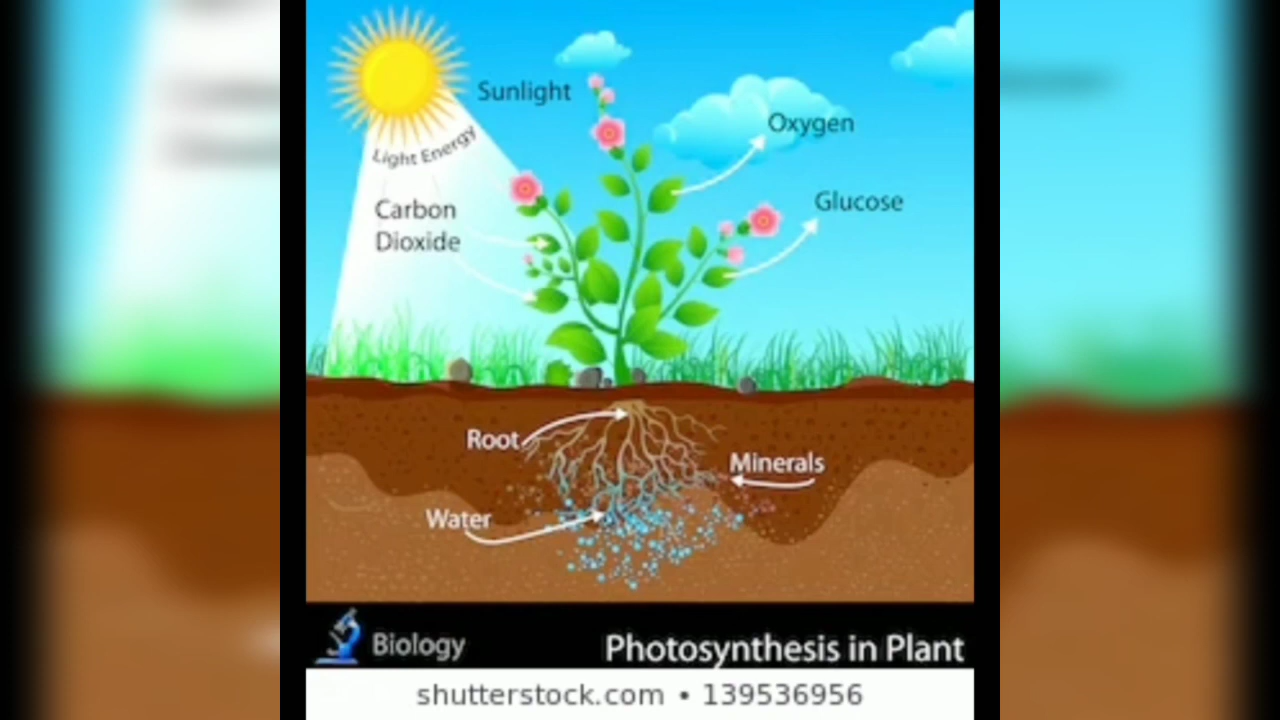 Sunlight
Light Energy
Oxygen
Carbon
Dioxide
Glucose
Root
Minerals
Water
Biology
Photosynthesis in Plant
shutterstock.com • 139536956